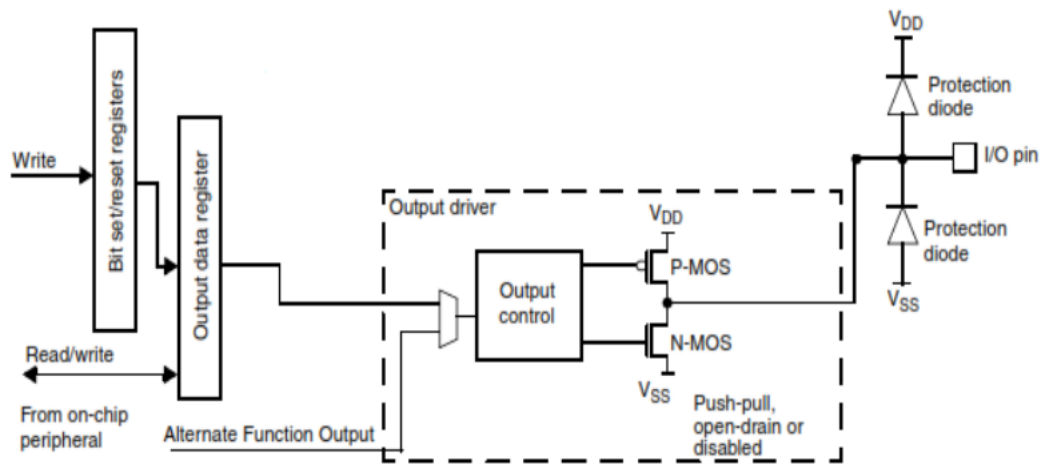 Write
Bit set/reset registers
Output data register
Read/write
From on-chip
peripheral
Alternate Function Output
Output driver
Output
control
VDD
P-MOS
N-MOS
VSS
Push-pull,
open-drain or
disabled
VDD
Protection
diode
I/O pin
Protection
diode
VSS